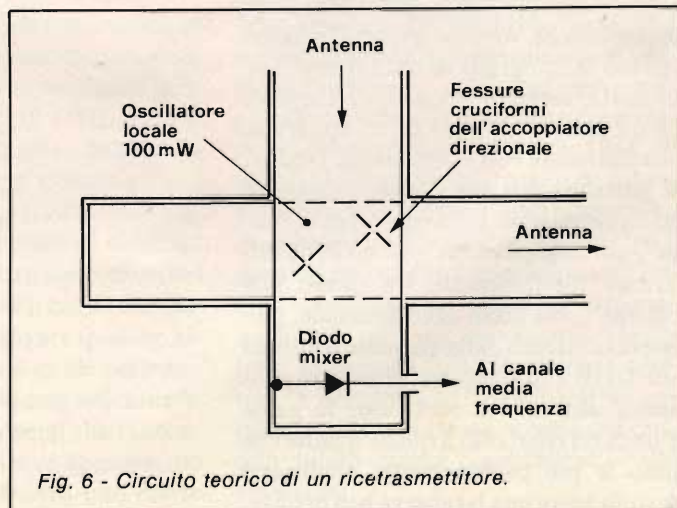 Antenna
Oscillatore
locale
100 mW
Fessure
cruciformi
dell'accoppiatore
direzionale
Antenna
Diodo
mixer
Al canale
media
frequenza
Fig. 6 - Circuito teorico di un ricetrasmettitore.